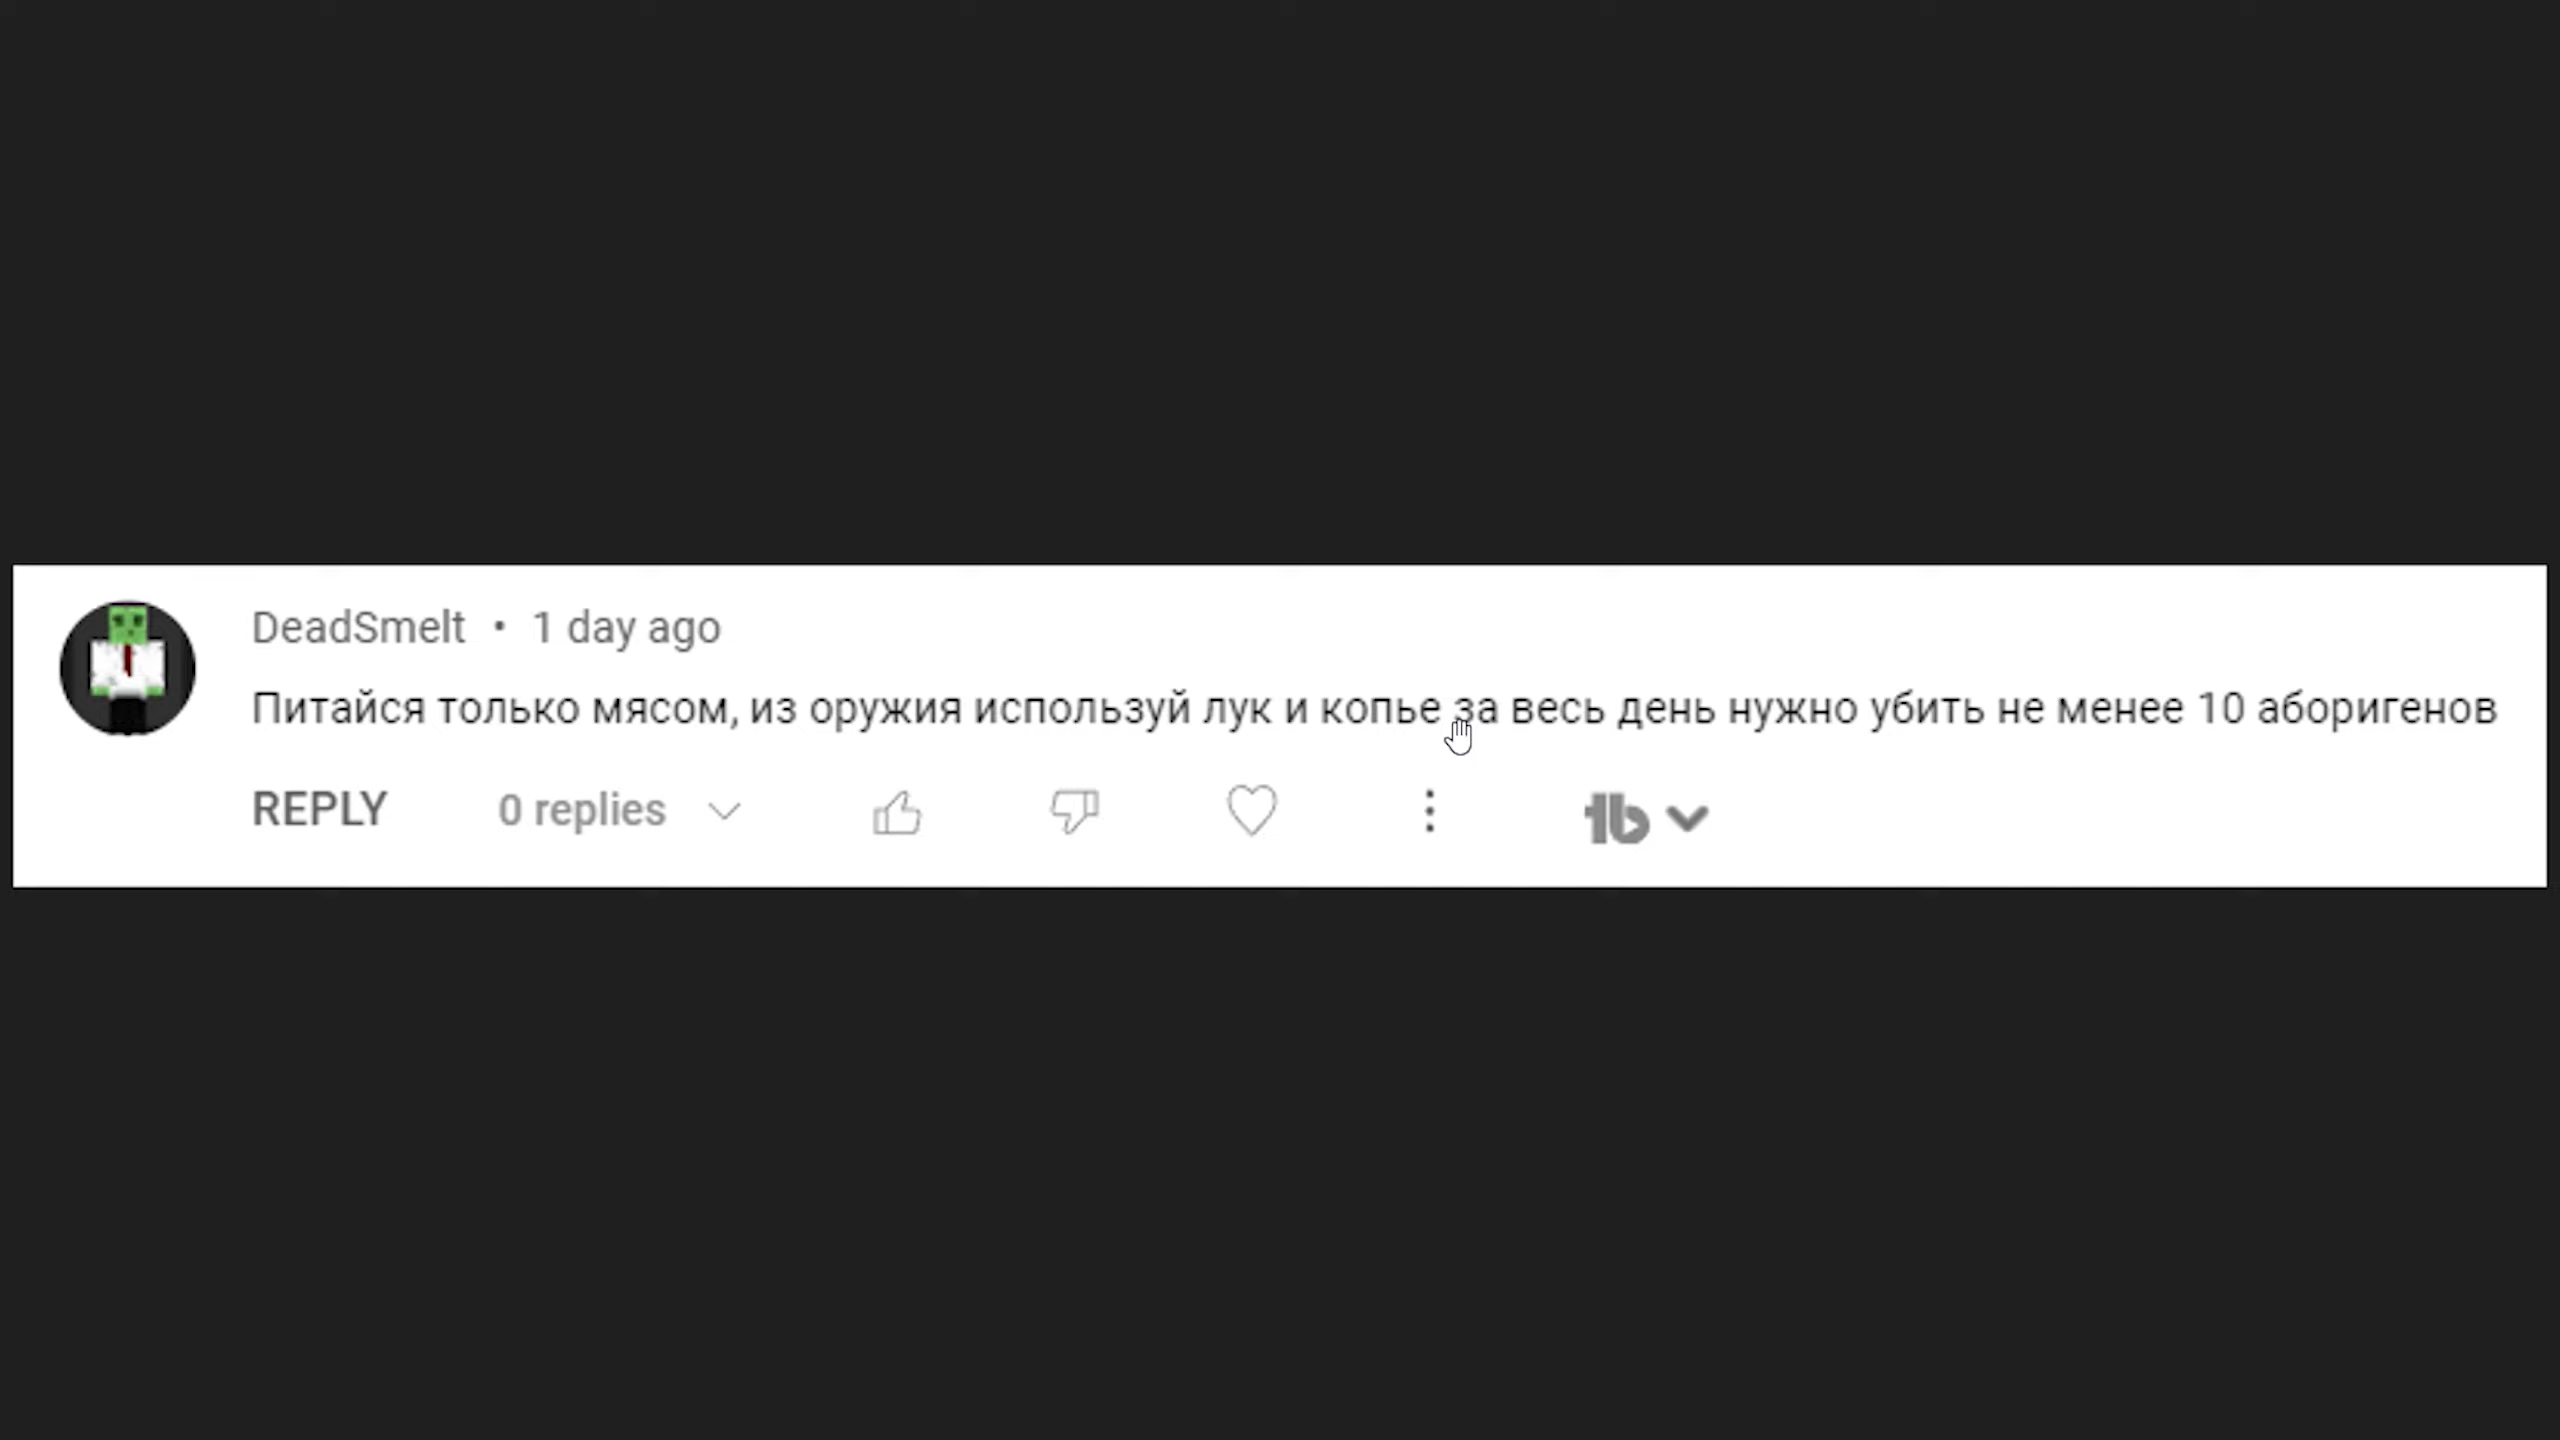 DeadSmelt • 1 day ago
Питайся только мясом, из оружия используй лук и копье за весь день нужно убить не менее 10 аборигенов
REPLY 0 replies